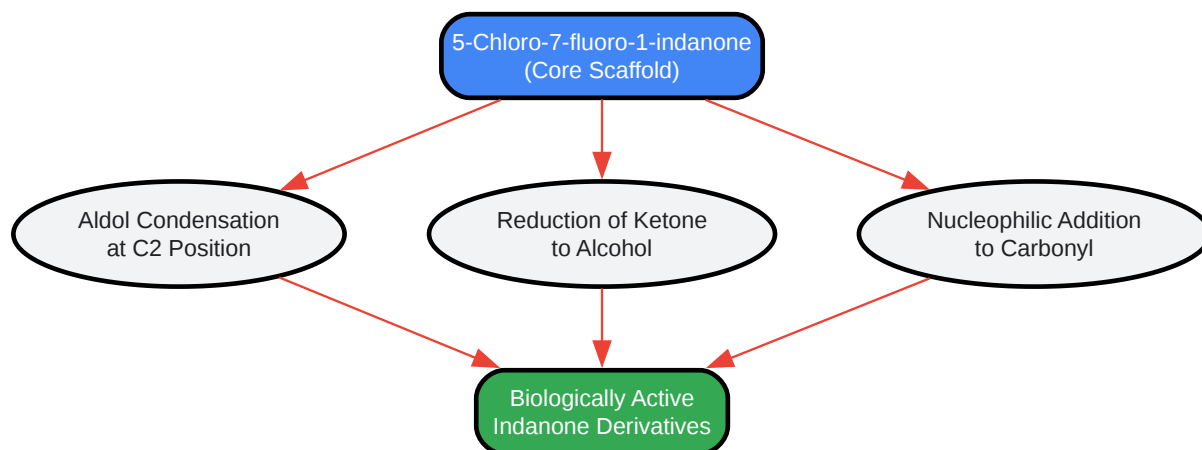 5-Chloro-7-fluoro-1-indanone
(Core Scaffold)
Aldol Condensation
at C2 Position
Reduction of Ketone
to Alcohol
Nucleophilic Addition
to Carbonyl
Biologically Active
Indanone Derivatives